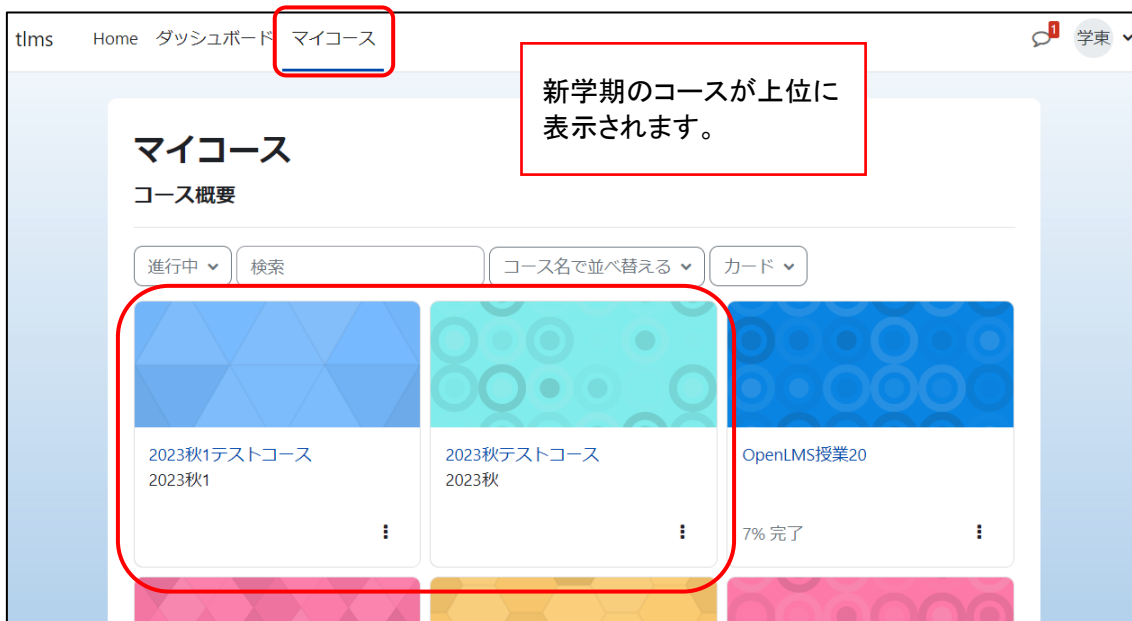 tlms Home ダッシュボード マイコース 1 学東
新学期のコースが上位に
表示されます。
マイコース
コース概要
進行中 検索 コース名で並べ替える カード
2023秋1テストコース
2023秋1
2023秋テストコース
2023秋
OpenLMS授業20
7% 完了